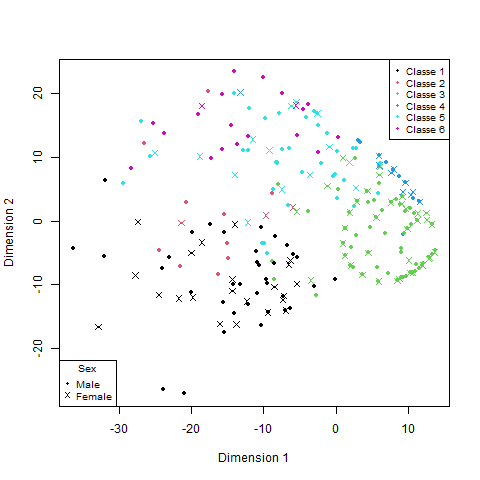 Classe 1
Classe 2
Classe 3
Classe 4
Classe 5
Classe 6
20
10
0
-10
-20
Dimension 2
Sex
Male
Female
-30
-20
-10
0
10
Dimension 1